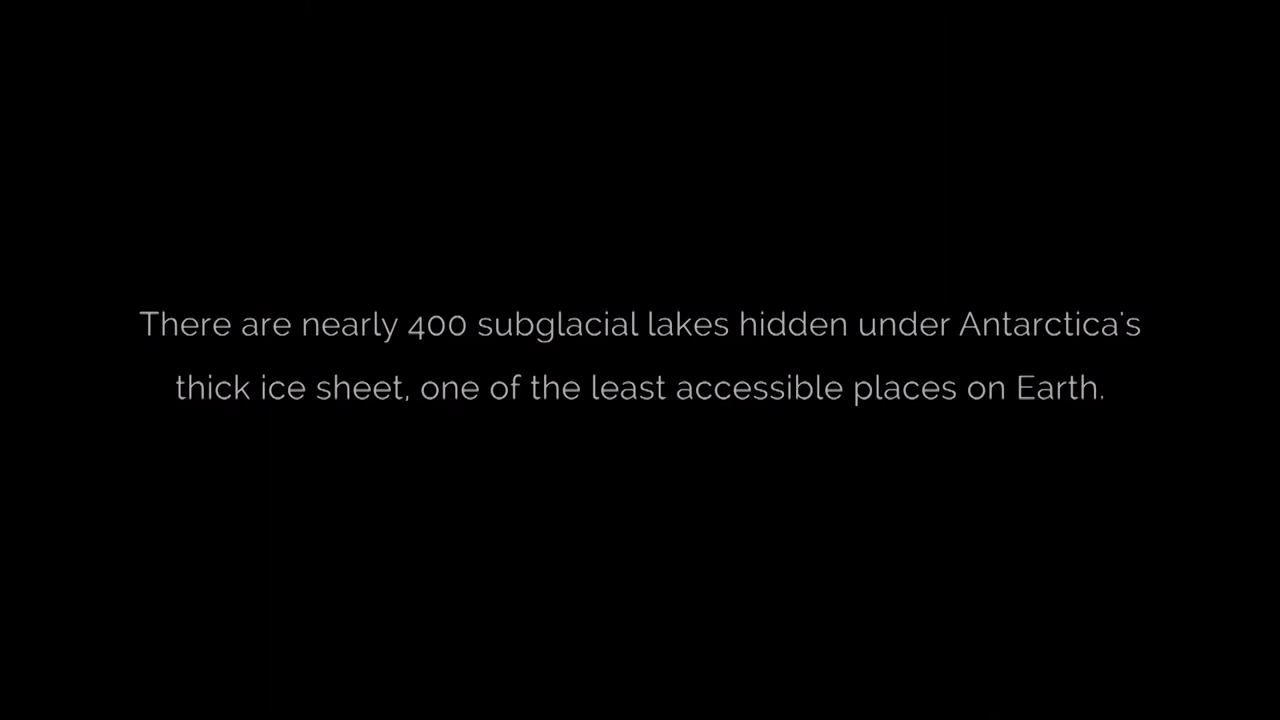 There are nearly 400 subglacial lakes hidden under Antarctica's
thick ice sheet, one of the least accessible places on Earth.